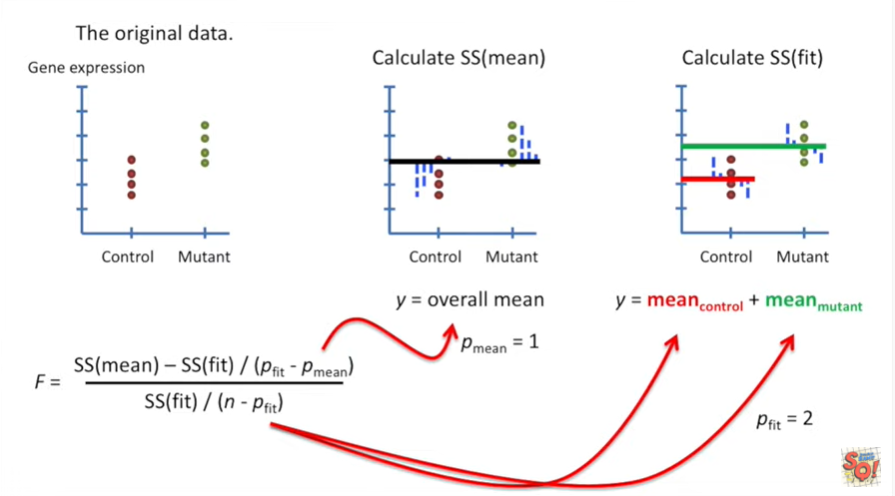 The original data.
Gene expression
Control Mutant
Calculate SS(mean)
Control Mutant
y = overall mean
pmean = 1
Calculate SS(fit)
Control Mutant
y = meancontrol + meanmutant
pfit = 2
F =
SS(mean) – SS(fit) / (pfit - pmean)
SS(fit) / (n - pfit)
SO!